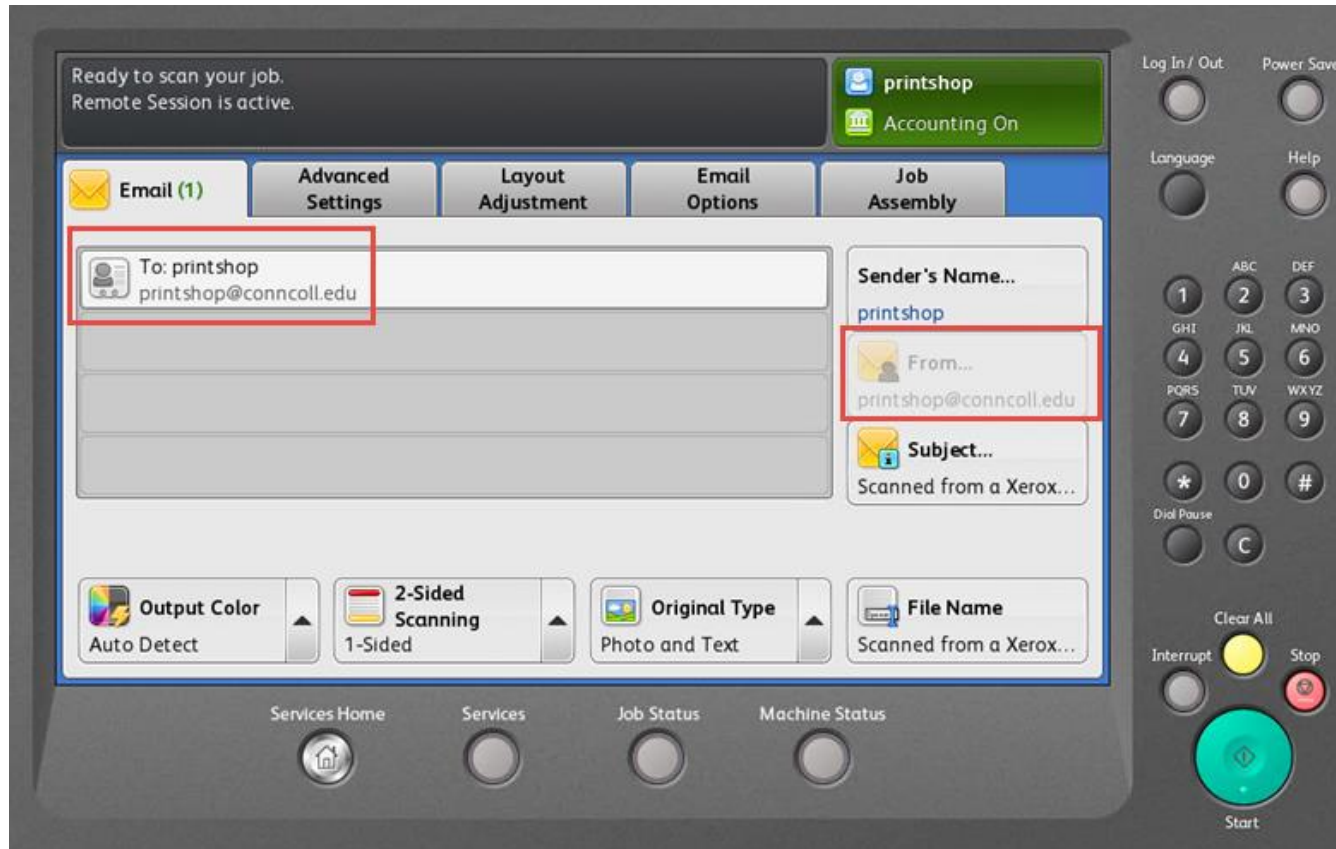 Ready to scan your job.
Remote Session is active.
printshop
Accounting On
Email (1)
Advanced
Settings
Layout
Adjustment
Email
Options
Job
Assembly
To: printshop
printshop@conncoll.edu
Sender's Name...
printshop
From...
printshop@conncoll.edu
Subject...
Scanned from a Xerox...
Output Color
Auto Detect
2-Sided
Scanning
1-Sided
Original Type
Photo and Text
File Name
Scanned from a Xerox...
Services Home
Services
Job Status
Machine Status
Log In / Out
Power Save
Language
Help
ABC
DEF
1
2
3
GHI
JKL
MNO
4
5
6
PQRS
TUV
WXYZ
7
8
9
*
0
#
Dial Pause
C
Clear All
Interrupt
Stop
Start